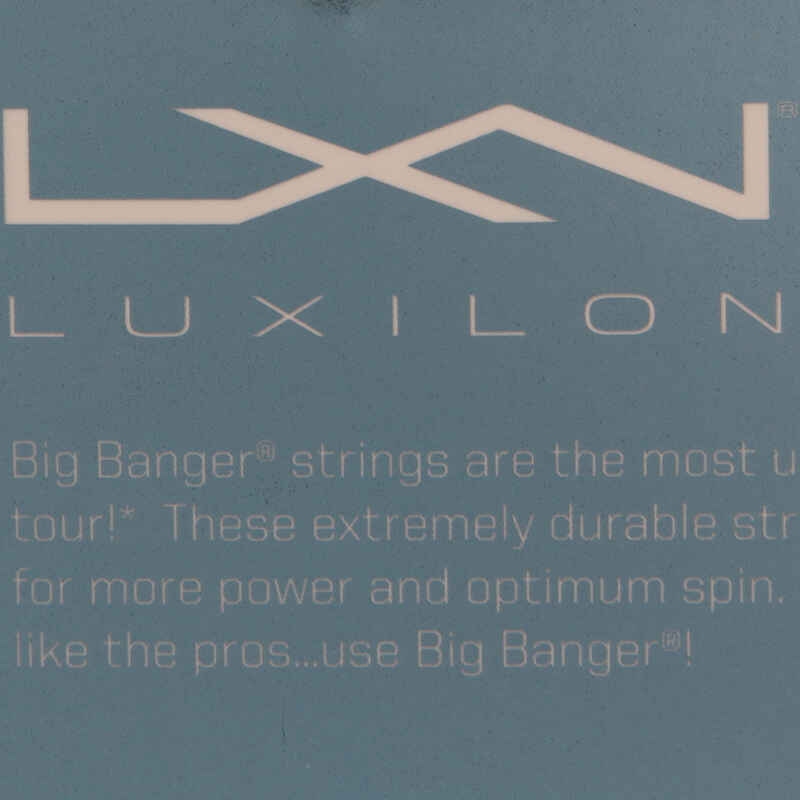 LXN®
LUXILON
Big Banger® strings are the most
tour!* These extremely durable
for more power and optimum spin.
like the pros...use Big Banger®!